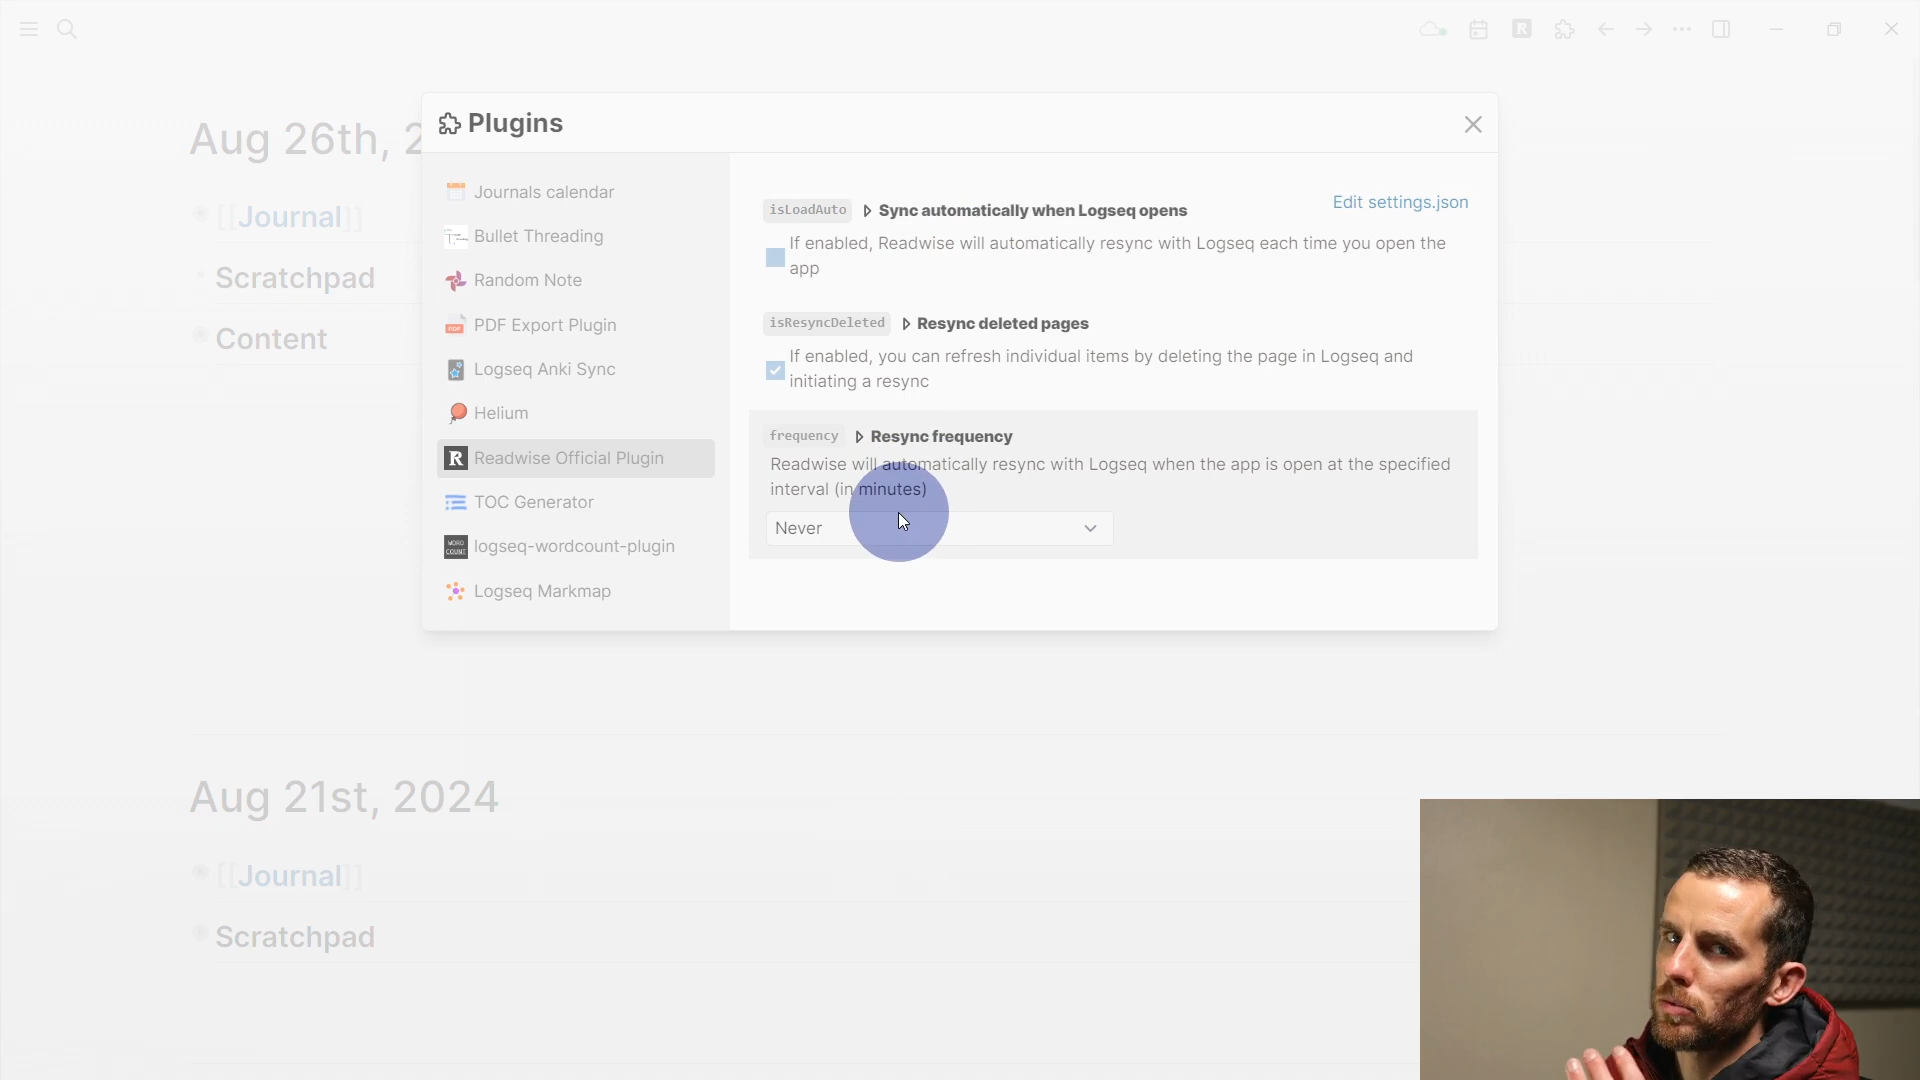 Plugins
Aug 26th, 2
[[Journal]]
Scratchpad
Content
Journals calendar
Bullet Threading
Random Note
PDF Export Plugin
Logseq Anki Sync
Helium
R Readwise Official Plugin
TOC Generator
logseq-wordcount-plugin
Logseq Markmap
Edit settings.json
isLoadAuto Sync automatically when Logseq opens
If enabled, Readwise will automatically resync with Logseq each time you open the
app
isResyncDeleted Resync deleted pages
If enabled, you can refresh individual items by deleting the page in Logseq and
initiating a resync
frequency Resync frequency
Readwise will automatically resync with Logseq when the app is open at the specified
interval (in minutes)
Never
Aug 21st, 2024
[[Journal]]
Scratchpad